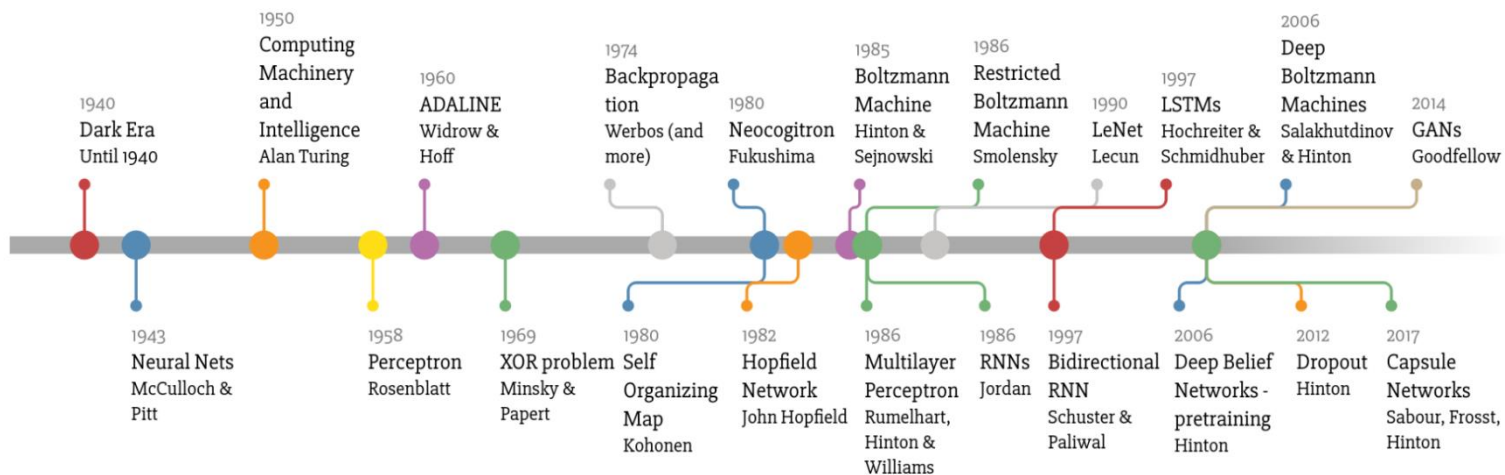 1940
Dark Era
Until 1940
1950
Computing
Machinery
and
Intelligence
Alan Turing
1960
ADALINE
Widrow &
Hoff
1974
Backpropaga
tion
Werbos (and
more)
1980
Neocogitron
Fukushima
1985
Boltzmann
Machine
Hinton &
Sejnowski
1986
Restricted
Boltzmann
Machine
Smolensky
1990
LeNet
Lecun
1997
LSTMs
Hochreiter &
Schmidhuber
2006
Deep
Boltzmann
Machines
Salakhutdinov
& Hinton
2014
GANs
Goodfellow
1943
Neural Nets
McCulloch &
Pitt
1958
Perceptron
Rosenblatt
1969
XOR problem
Minsky &
Papert
1980
Self
Organizing
Map
Kohonen
1982
Hopfield
Network
John Hopfield
1986
Multilayer
Perceptron
Rumelhart,
Hinton &
Williams
1986
RNNs
Jordan
1997
Bidirectional
RNN
Schuster &
Paliwal
2006
Deep Belief
Networks -
pretraining
Hinton
2012
Dropout
Hinton
2017
Capsule
Networks
Sabour, Frosst,
Hinton